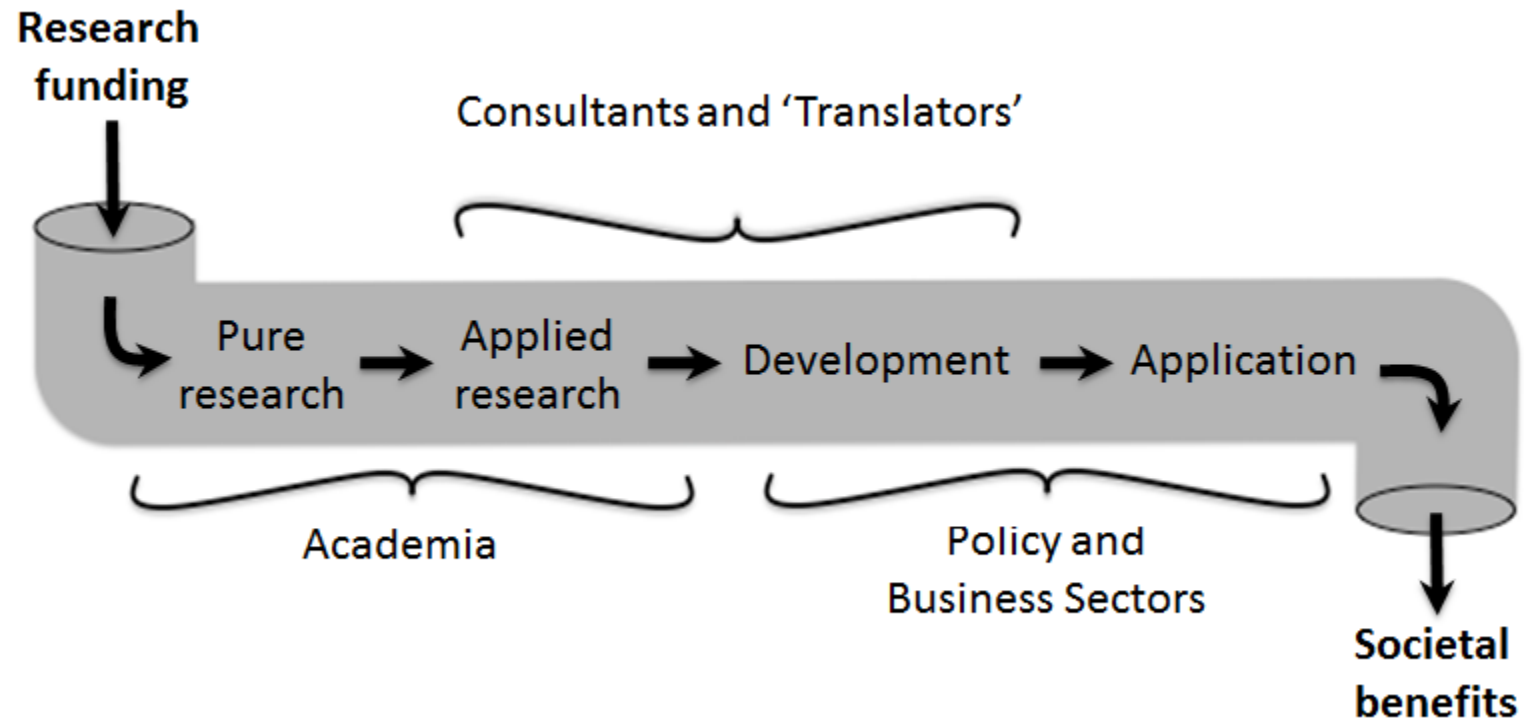 Research
funding
Consultants and ‘Translators’
Pure
research
Applied
research
Development
Application
Academia
Policy and
Business Sectors
Societal
benefits